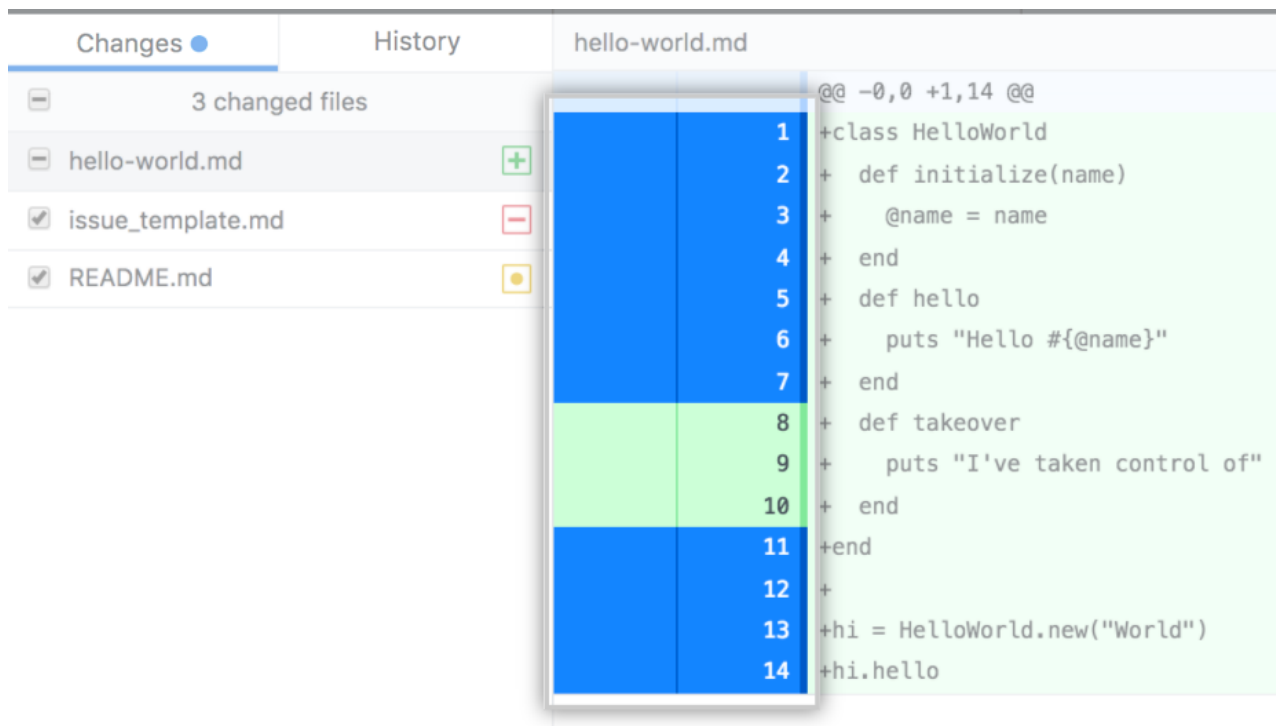 Changes
History
hello-world.md
3 changed files
hello-world.md
issue_template.md
README.md
@@ -0,0 +1,14 @@
1 +class HelloWorld
2 +  def initialize(name)
3 +    @name = name
4 +  end
5 +  def hello
6 +    puts "Hello #{@name}"
7 +  end
8 +  def takeover
9 +    puts "I've taken control of"
10 +  end
11 +end
12 +
13 +hi = HelloWorld.new("World")
14 +hi.hello